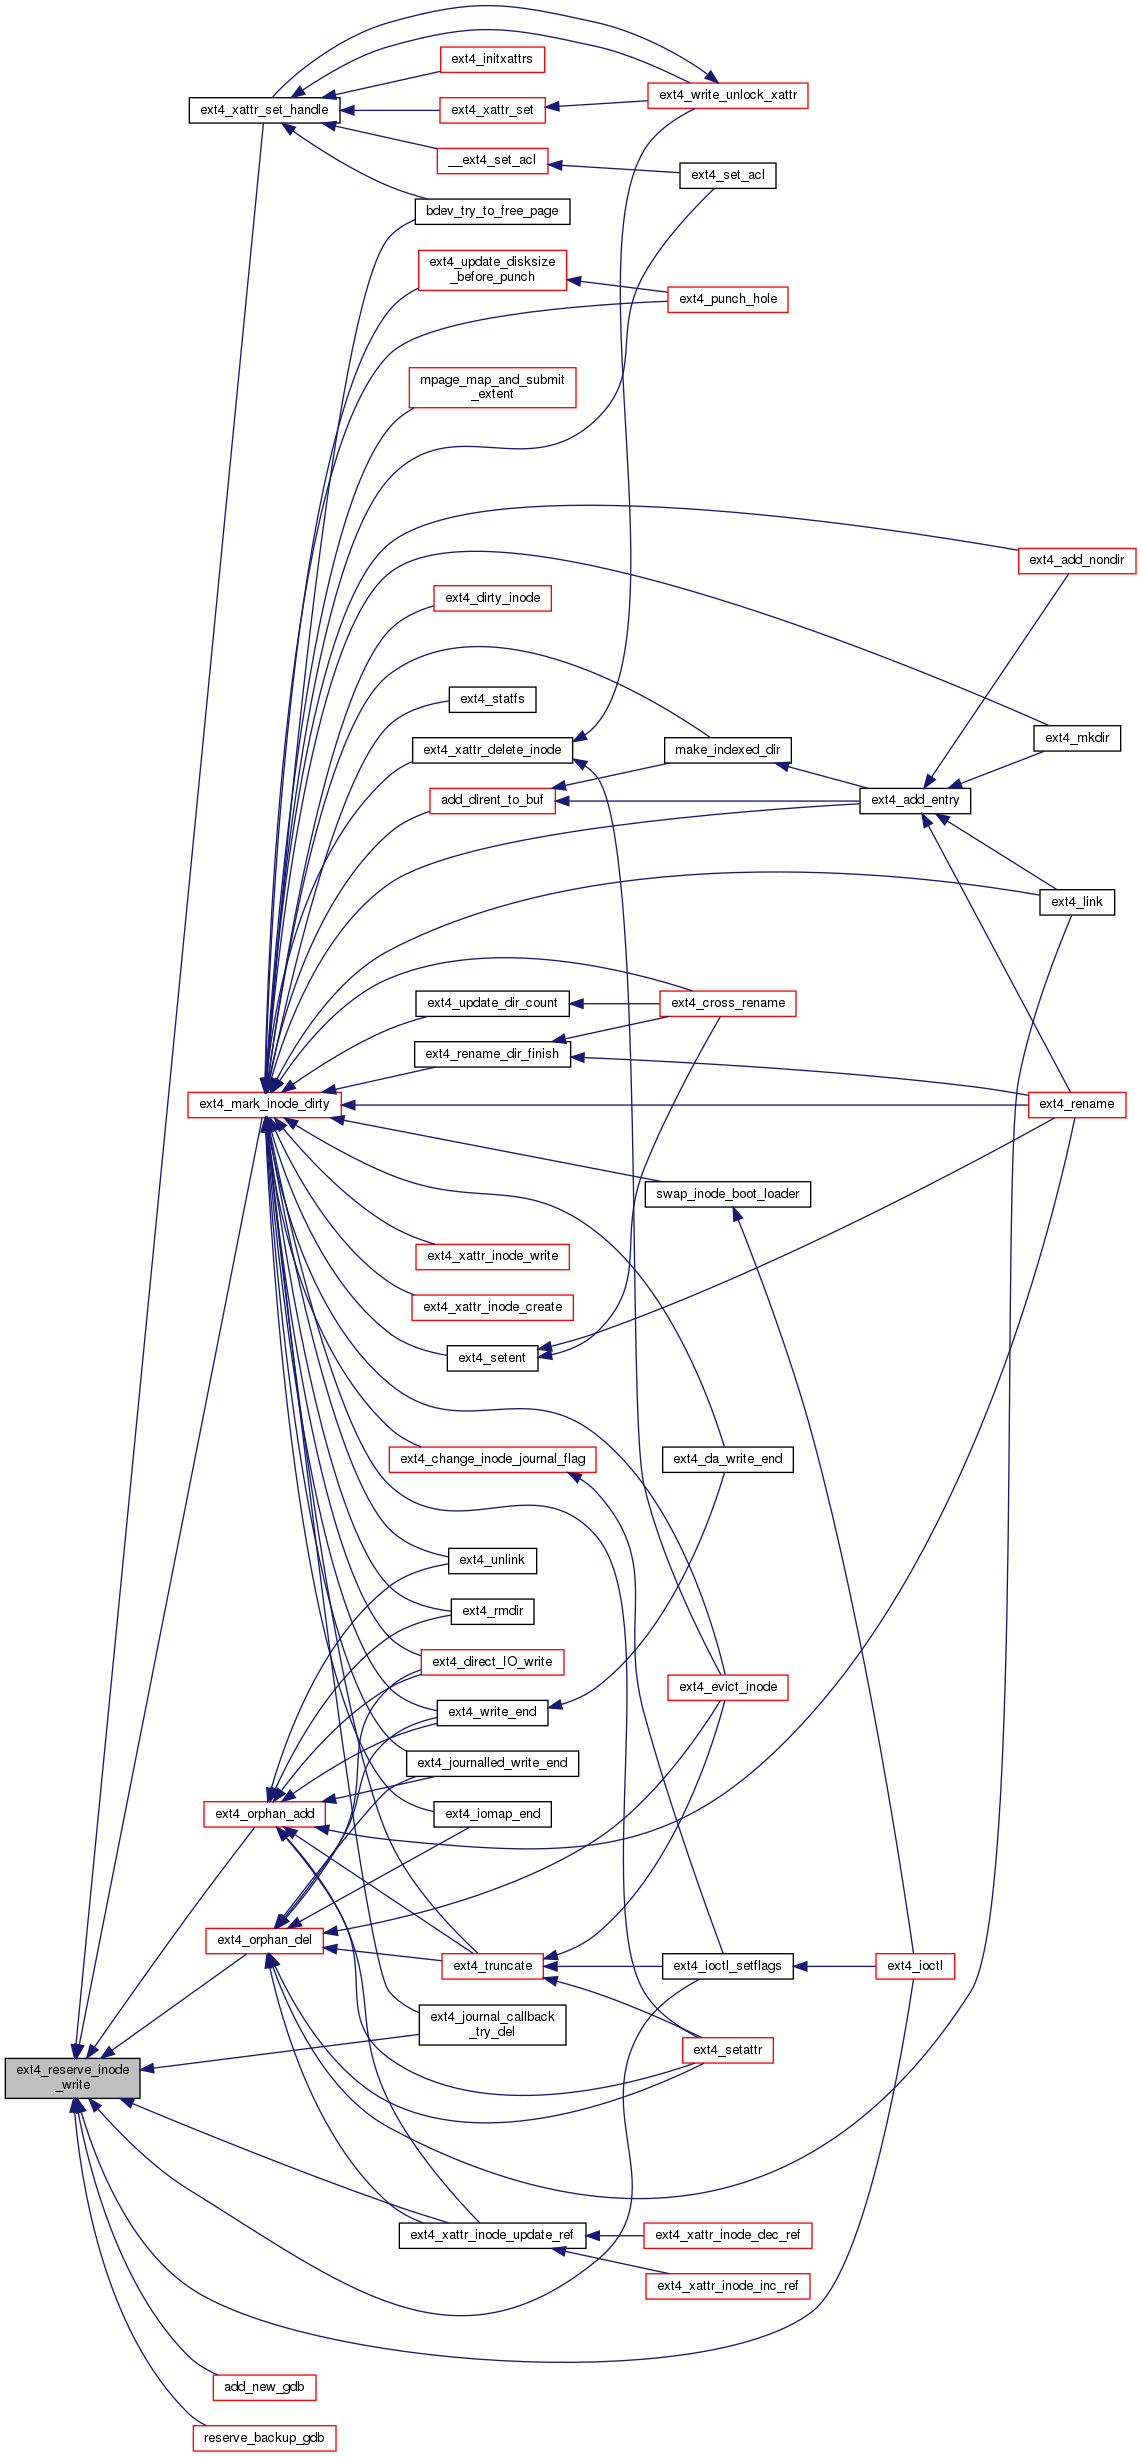 ext4_initxattrs
ext4_write_unlock_xattr
ext4_xattr_set_handle
ext4_xattr_set
__ext4_set_acl
ext4_set_acl
bdev_try_to_free_page
ext4_update_disksize
_before_punch
ext4_punch_hole
mpage_map_and_submit
_extent
ext4_add_nondir
ext4_dirty_inode
ext4_statfs
ext4_mkdir
ext4_xattr_delete_inode
make_indexed_dir
add_dirent_to_buf
ext4_add_entry
ext4_link
ext4_update_dir_count
ext4_cross_rename
ext4_rename_dir_finish
ext4_mark_inode_dirty
ext4_rename
swap_inode_boot_loader
ext4_xattr_inode_write
ext4_xattr_inode_create
ext4_setent
ext4_change_inode_journal_flag
ext4_da_write_end
ext4_unlink
ext4_rmdir
ext4_direct_IO_write
ext4_evict_inode
ext4_write_end
ext4_journalled_write_end
ext4_orphan_add
ext4_iomap_end
ext4_orphan_del
ext4_truncate
ext4_ioctl_setflags
ext4_ioctl
ext4_journal_callback
_try_del
ext4_setattr
ext4_reserve_inode
_write
ext4_xattr_inode_update_ref
ext4_xattr_inode_dec_ref
ext4_xattr_inode_inc_ref
add_new_gdb
reserve_backup_gdb